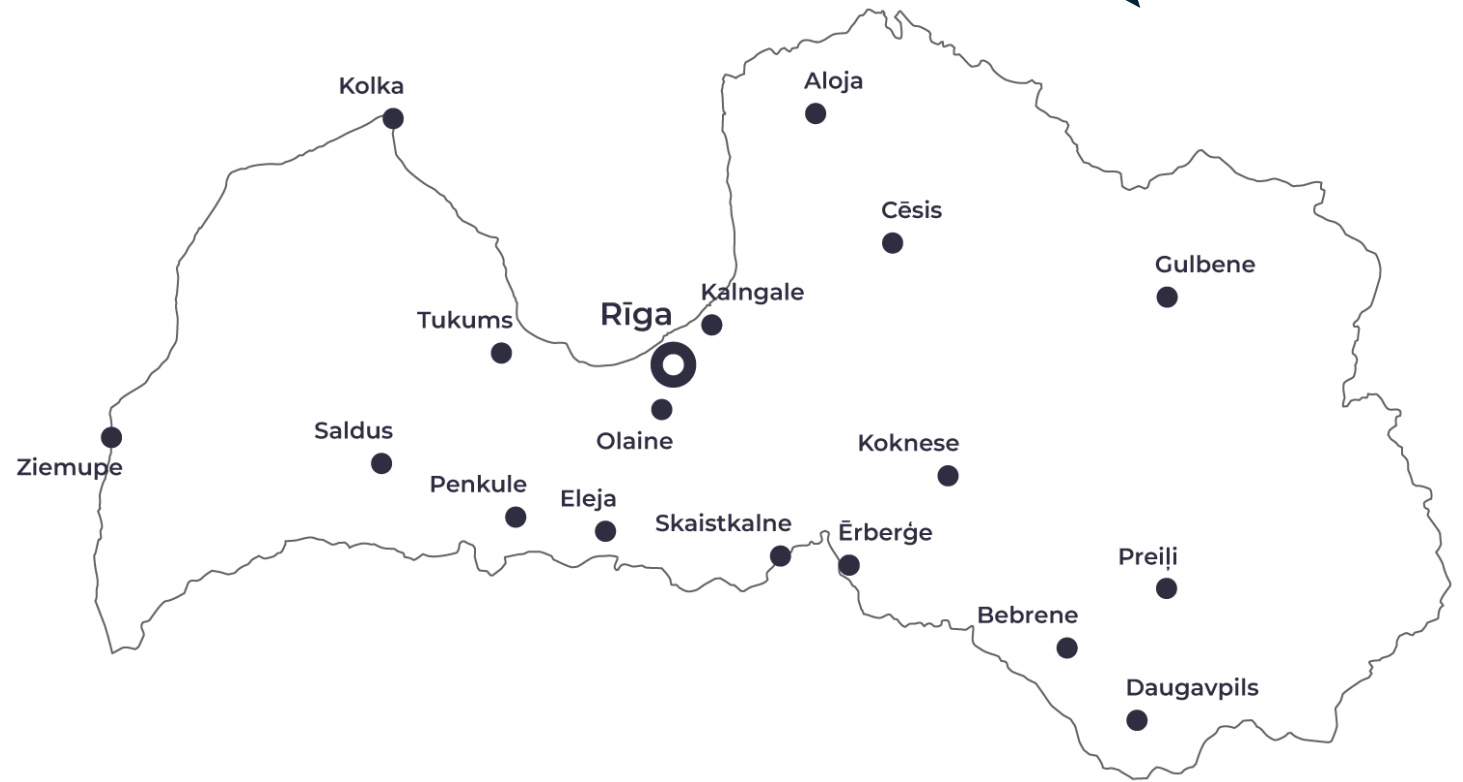 Aloja
Kolka
Cēsis
Gulbene
Kalngale
Rīga
Tukums
Saldus
Olaine
Koknese
Ziemupe
Penkule
Eleja
Skaistkalne
Ērberģe
Preiļi
Bebrene
Daugavpils